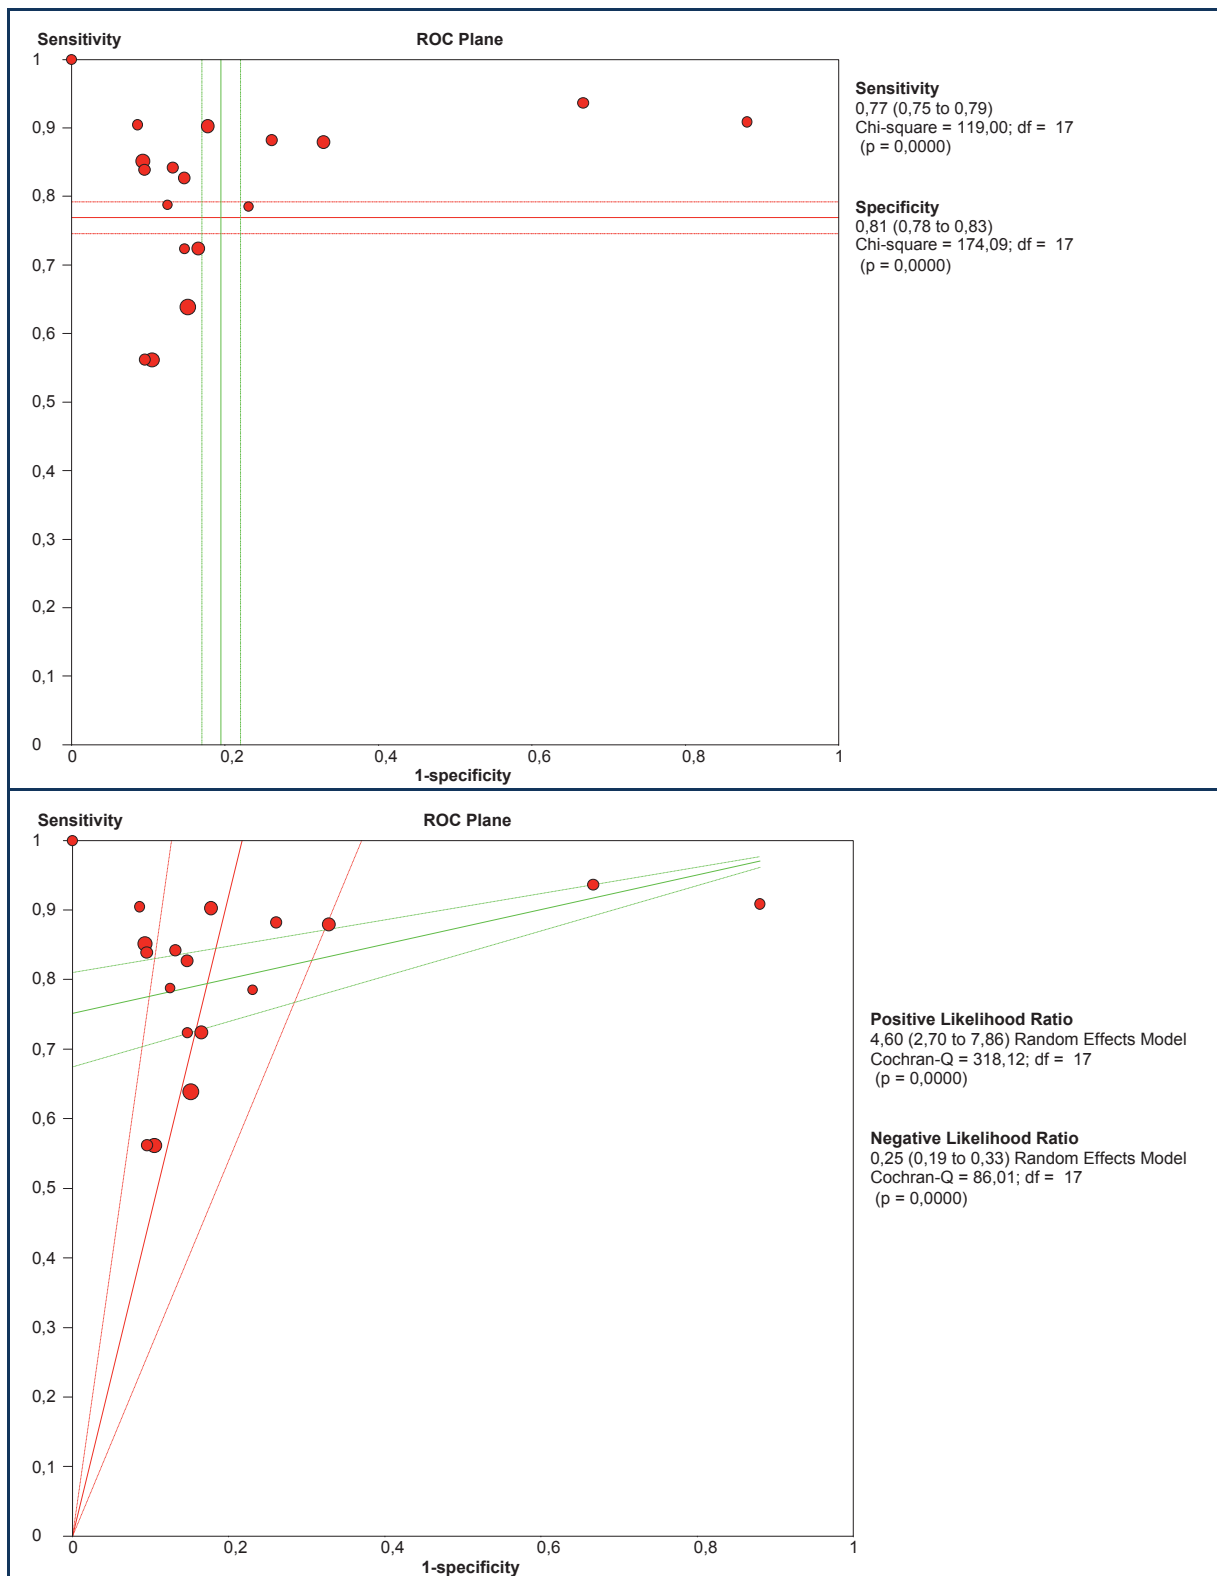 Sensitivity
ROC Plane
1
0,9
0,8
0,7
0,6
0,5
0,4
0,3
0,2
0,1
0
0
0,2
0,4
0,6
0,8
1
1-specificity
Sensitivity
0,77 (0,75 to 0,79)
Chi-square = 119,00; df = 17
(p = 0,0000)
Specificity
0,81 (0,78 to 0,83)
Chi-square = 174,09; df = 17
(p = 0,0000)
Sensitivity
ROC Plane
1
0,9
0,8
0,7
0,6
0,5
0,4
0,3
0,2
0,1
0
0
0,2
0,4
0,6
0,8
1
1-specificity
Positive Likelihood Ratio
4,60 (2,70 to 7,86) Random Effects Model
Cochran-Q = 318,12; df = 17
(p = 0,0000)
Negative Likelihood Ratio
0,25 (0,19 to 0,33) Random Effects Model
Cochran-Q = 86,01; df = 17
(p = 0,0000)